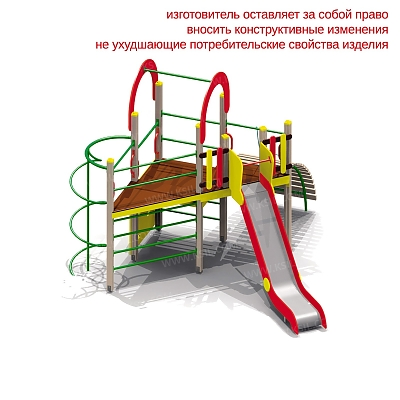 изготовитель оставляет за собой право
вносить конструктивные изменения
не ухудшающие потребительские свойства изделия